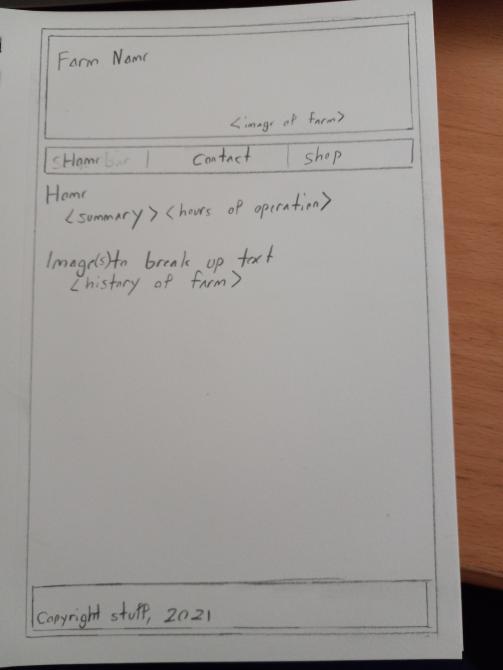 Farm Name
<image of farm>
Home | Contact | Shop
Home
<summary> <hours of operation>
Image(s) to break up text
<history of farm>
Copyright stuff, 2021